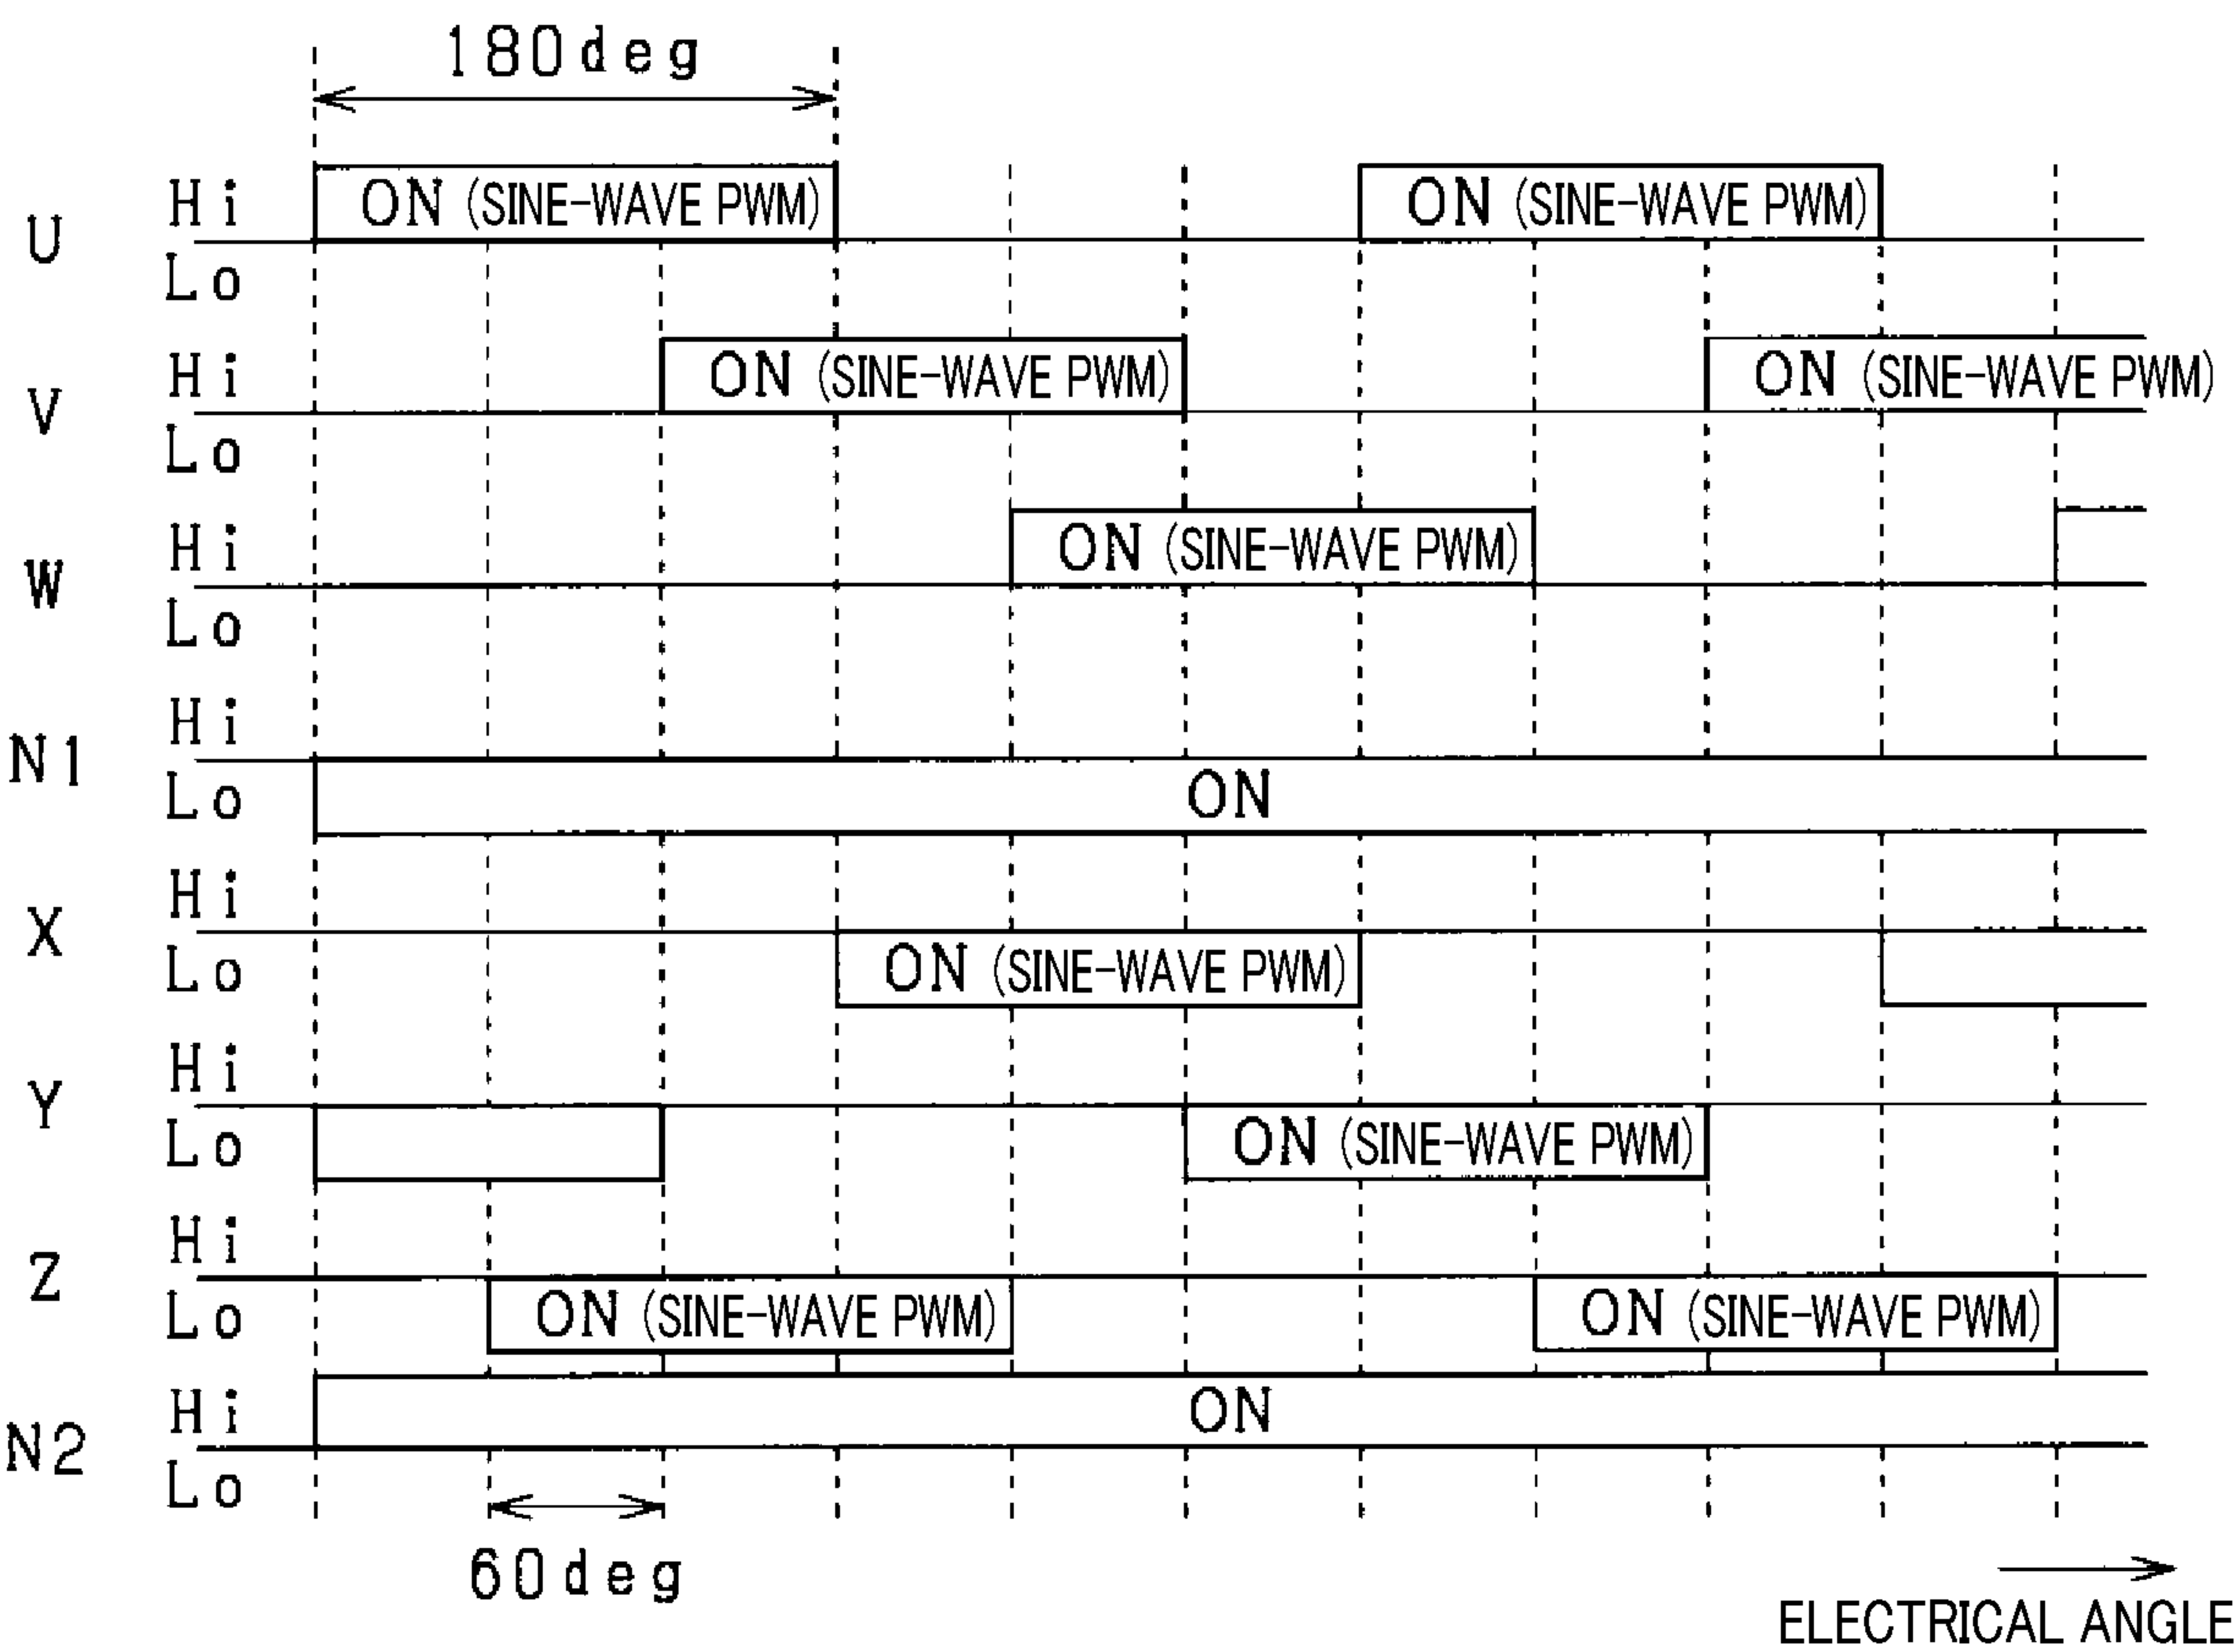 180deg
U Hi ON (SINE-WAVE PWM) ON (SINE-WAVE PWM)
Lo
V Hi ON (SINE-WAVE PWM) ON (SINE-WAVE PWM)
Lo
W Hi ON (SINE-WAVE PWM)
Lo
N1 Hi
Lo ON
X Hi
Lo ON (SINE-WAVE PWM)
Y Hi
Lo ON (SINE-WAVE PWM)
Z Hi
Lo ON (SINE-WAVE PWM) ON (SINE-WAVE PWM)
N2 Hi ON
Lo
60deg
ELECTRICAL ANGLE